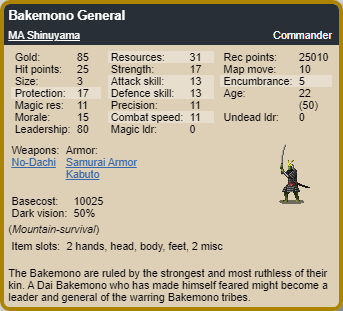 Bakemono General
MA Shinuyama Commander
Gold: 85 Resources: 31 Rec points: 25010
Hit points: 25 Strength: 17 Map move: 10
Size: 3 Attack skill: 13 Encumbrance: 5
Protection: 17 Defence skill: 13 Age: 22
Magic res: 11 Precision: 11 (50)
Morale: 15 Combat speed: 11 Undead ldr: 0
Leadership: 80 Magic ldr: 0
Weapons: Armor:
No-Dachi Samurai Armor
Kabuto
Basecost: 10025
Dark vision: 50%
(Mountain-survival)
Item slots: 2 hands, head, body, feet, 2 misc
The Bakemono are ruled by the strongest and most ruthless of their
kin. A Dai Bakemono who has made himself feared might become a
leader and general of the warring Bakemono tribes.